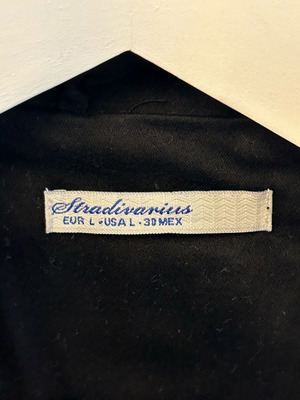 Stradivarius
EUR L - USA L - 30 MEX